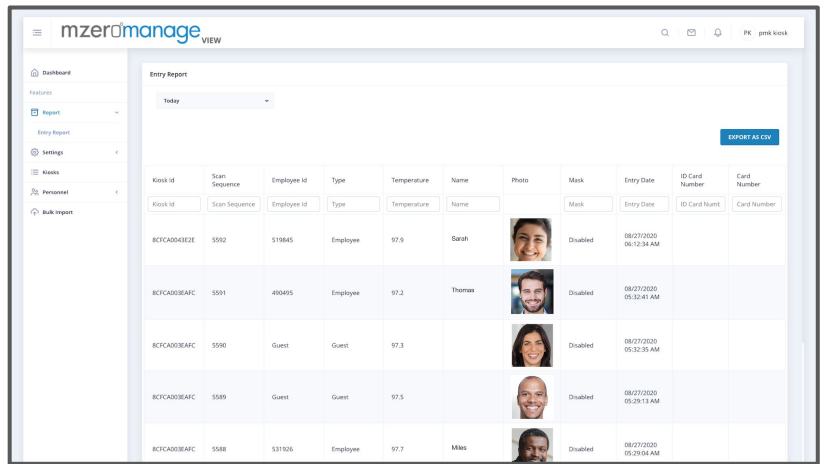 mzeromanage VIEW
PK pmk kiosk
Dashboard
Features
Report
Entry Report
Settings
Kiosks
Personnel
Bulk Import
Entry Report
Today
EXPORT AS CSV
Kiosk Id Scan Sequence Employee Id Type Temperature Name Photo Mask Entry Date ID Card Number Card Number
Kiosk Id Scan Sequence Employee Id Type Temperature Name Mask Entry Date ID Card Numt Card Number
8CFCA0043E2E 5592 519845 Employee 97.9 Sarah Disabled 08/27/2020 06:12:34 AM
8CFCA003EAFC 5591 490495 Employee 97.2 Thomas Disabled 08/27/2020 05:32:41 AM
8CFCA003EAFC 5590 Guest Guest 97.3 Disabled 08/27/2020 05:32:35 AM
8CFCA003EAFC 5589 Guest Guest 97.5 Disabled 08/27/2020 05:29:13 AM
8CFCA003EAFC 5588 531926 Employee 97.7 Miles Disabled 08/27/2020 05:29:04 AM